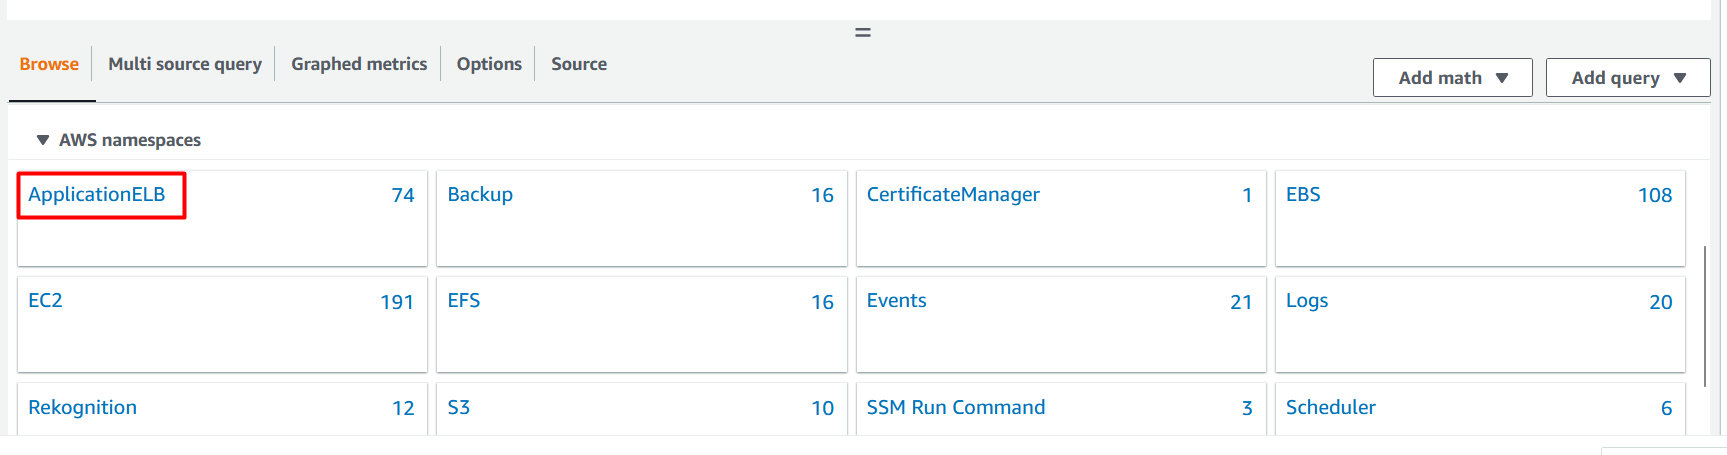 Browse Multi source query Graphed metrics Options Source Add math Add query
AWS namespaces
ApplicationELB 74 Backup 16 CertificateManager 1 EBS 108
EC2 191 EFS 16 Events 21 Logs 20
Rekognition 12 S3 10 SSM Run Command 3 Scheduler 6